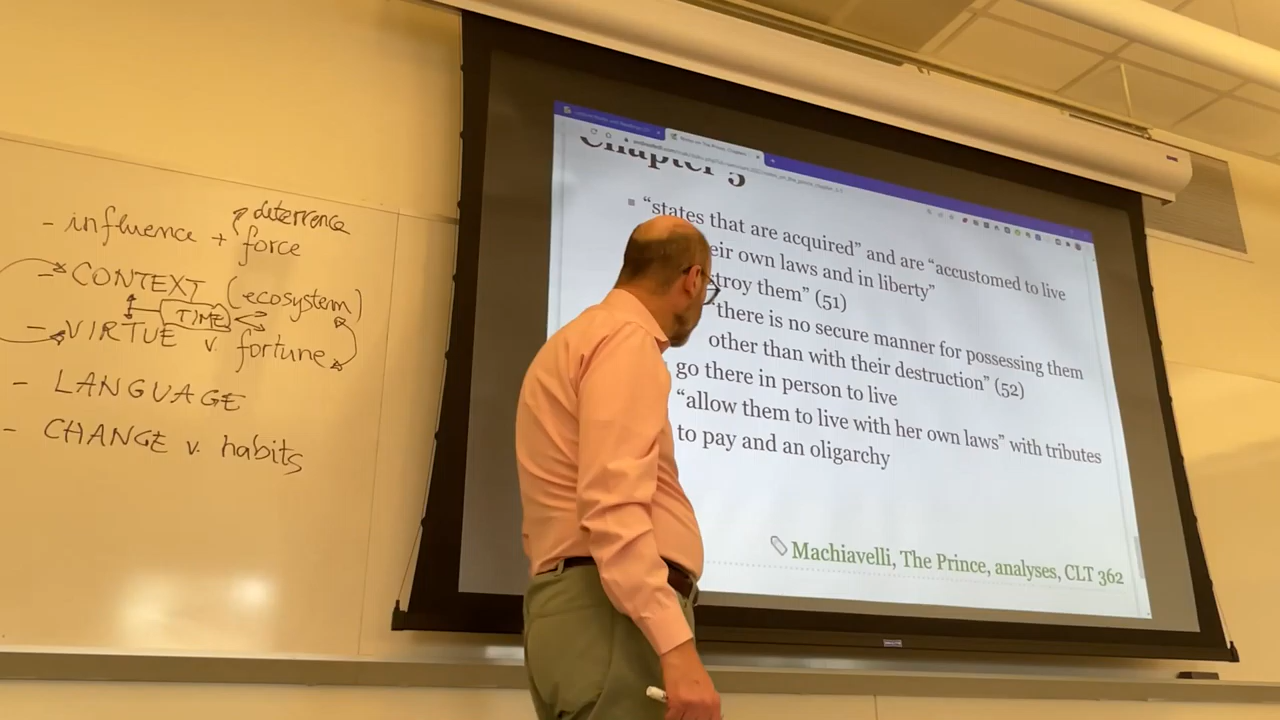 - influence + force
deterrence
- CONTEXT (ecosystem)
TIME
- VIRTUE v. fortune
- LANGUAGE
- CHANGE v. habits
Chapter 5
“states that are acquired” and are “accustomed to live
their own laws and in liberty”
troy them” (51)
“there is no secure manner for possessing them
other than with their destruction” (52)
go there in person to live
“allow them to live with her own laws” with tributes
to pay and an oligarchy
Machiavelli, The Prince, analyses, CLT 362